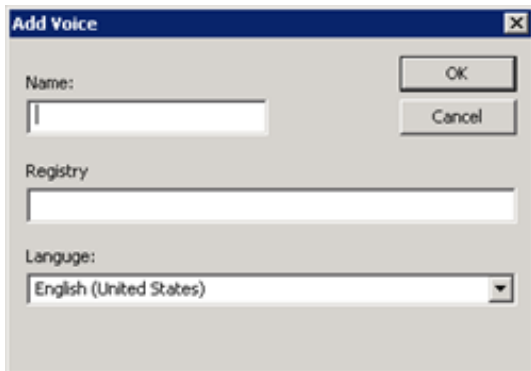 Add Voice
Name:
OK
Cancel
Registry
Languge:
English (United States)